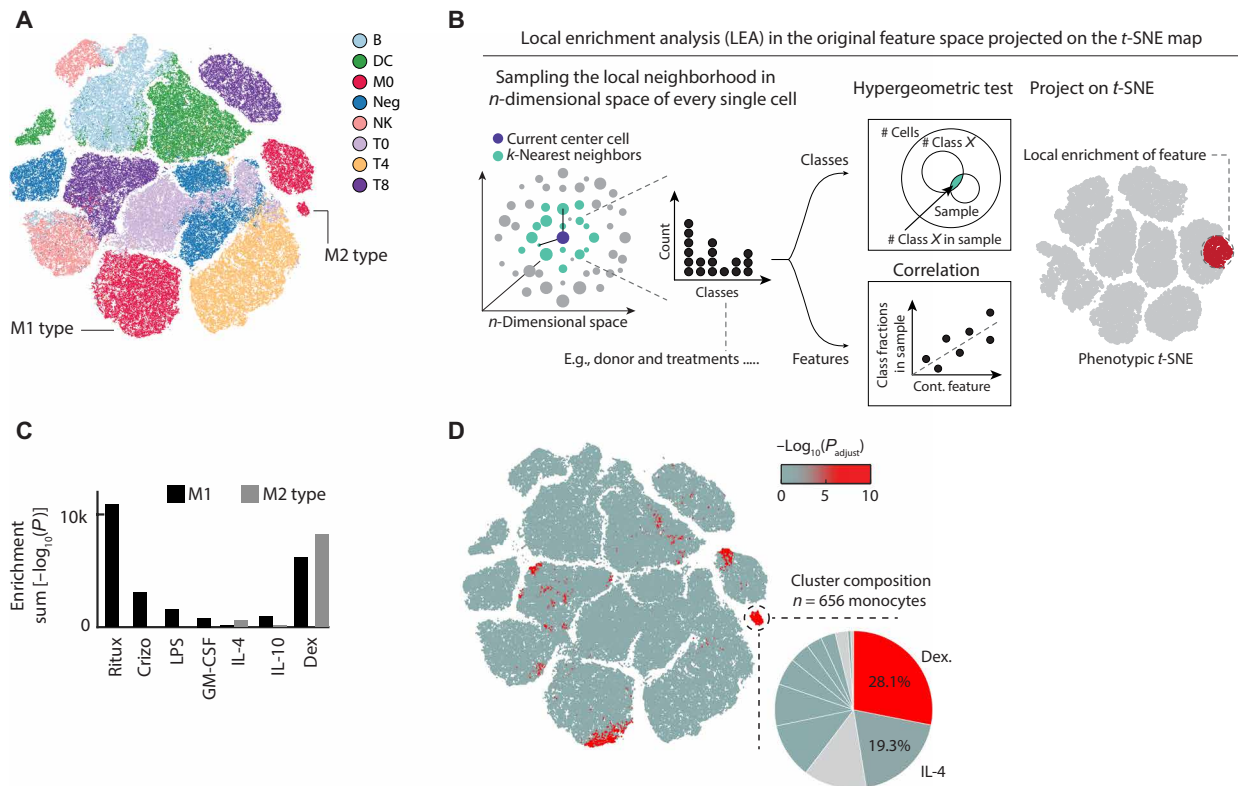 A
B
DC
M0
Neg
NK
T0
T4
T8
M2 type
M1 type
B
Local enrichment analysis (LEA) in the original feature space projected on the t-SNE map
Sampling the local neighborhood in
n-dimensional space of every single cell
Current center cell
k-Nearest neighbors
n-Dimensional space
Count
Classes
E.g., donor and treatments .....
Classes
Features
Hypergeometric test
# Cells
# Class X
Sample
# Class X in sample
Correlation
Class fractions
in sample
Cont. feature
Project on t-SNE
Local enrichment of feature
Phenotypic t-SNE
C
Enrichment
sum [–log10(P)]
10k
0
M1
M2 type
Ritux
Crizo
LPS
GM-CSF
IL-4
IL-10
Dex
D
–Log10(Padjust)
0
5
10
Cluster composition
n = 656 monocytes
Dex.
28.1%
19.3%
IL-4